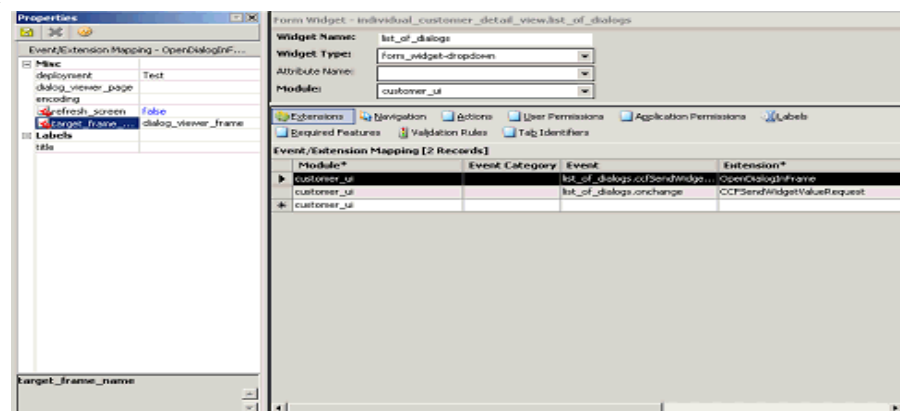 Properties
Event/Extension Mapping - OpenDialogInF...
Misc
deployment Test
dialog_viewer_page
encoding
refresh_screen False
target_frame_... dialog_viewer_frame
Labels
title
target_frame_name
Form Widget - individual_customer_detail_view.list_of_dialogs
Widget Name: list_of_dialogs
Widget Type: form_widget-dropdown
Attribute Name:
Module: customer_ui
Extensions Navigation Actions User Permissions Application Permissions Labels
Required Features Validation Rules Tab Identifiers
Event/Extension Mapping [2 Records]
Module* Event Category Event Extension*
customer_ui list_of_dialogs.ccfSendWidge... OpenDialogInFrame
customer_ui list_of_dialogs.onchange CCFSendWidgetValueRequest
customer_ui